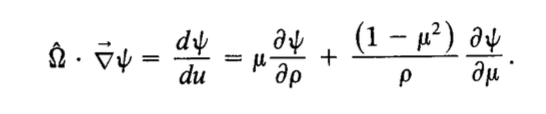 Ω̂ · ∇⃗ψ = dψ/du = μ ∂ψ/∂ρ + (1 − μ²)/ρ ∂ψ/∂μ .